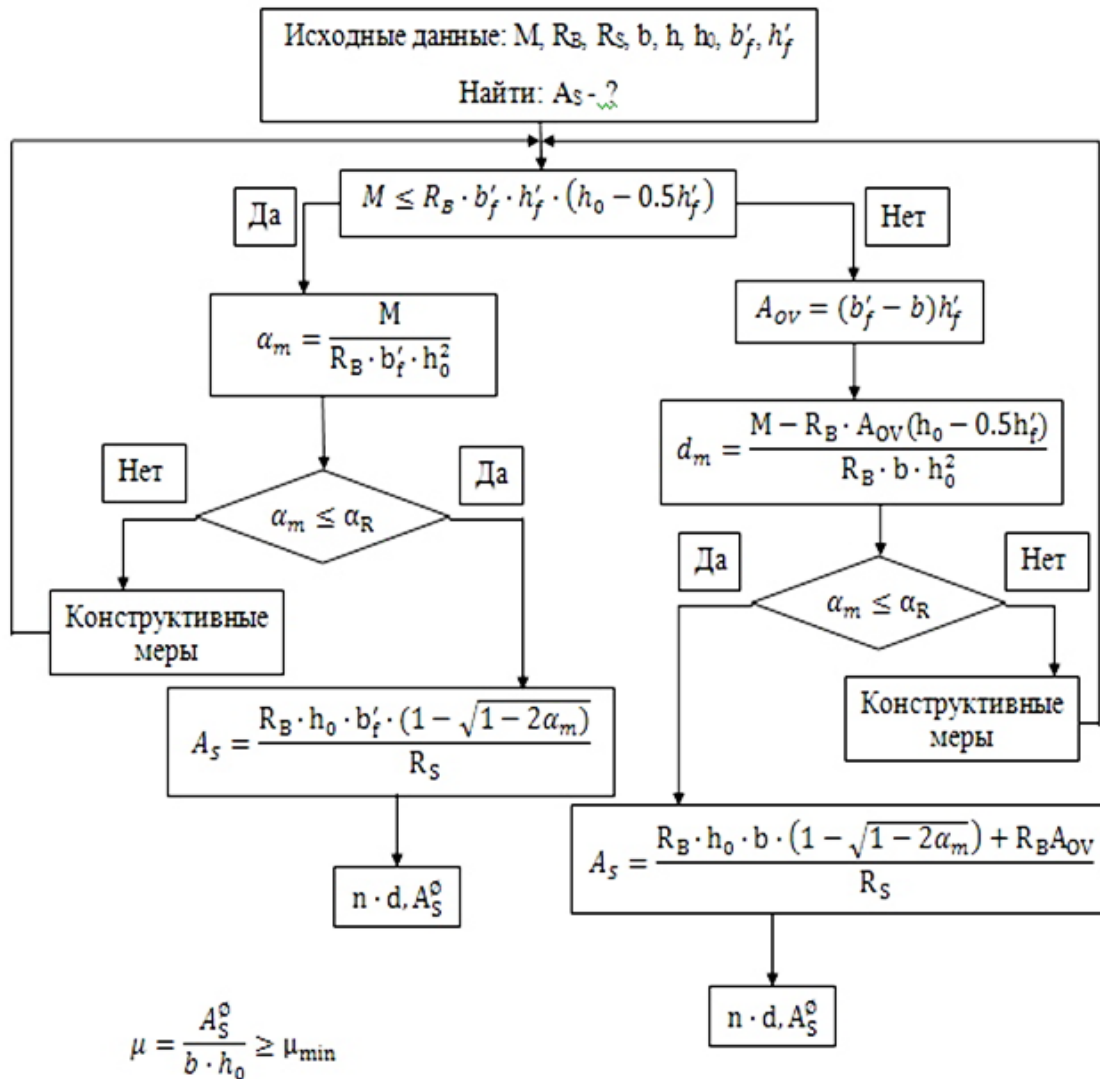 Исходные данные: M, R_B, R_S, b, h, h₀, b′_f, h′_f
Найти: A_S - ?
M ≤ R_B · b′_f · h′_f · (h₀ − 0.5h′_f)
Да
Нет
α_m = M / (R_B · b′_f · h₀²)
A_OV = (b′_f − b)h′_f
d_m = (M − R_B · A_OV(h₀ − 0.5h′_f)) / (R_B · b · h₀²)
Нет
Да
α_m ≤ α_R
Да
Нет
α_m ≤ α_R
Конструктивные
меры
Конструктивные
меры
A_s = (R_B · h₀ · b′_f · (1 − √(1 − 2α_m))) / R_S
A_s = (R_B · h₀ · b · (1 − √(1 − 2α_m)) + R_B A_OV) / R_S
n · d, A_S^ø
n · d, A_S^ø
μ = A_S^ø / (b · h₀) ≥ μ_min